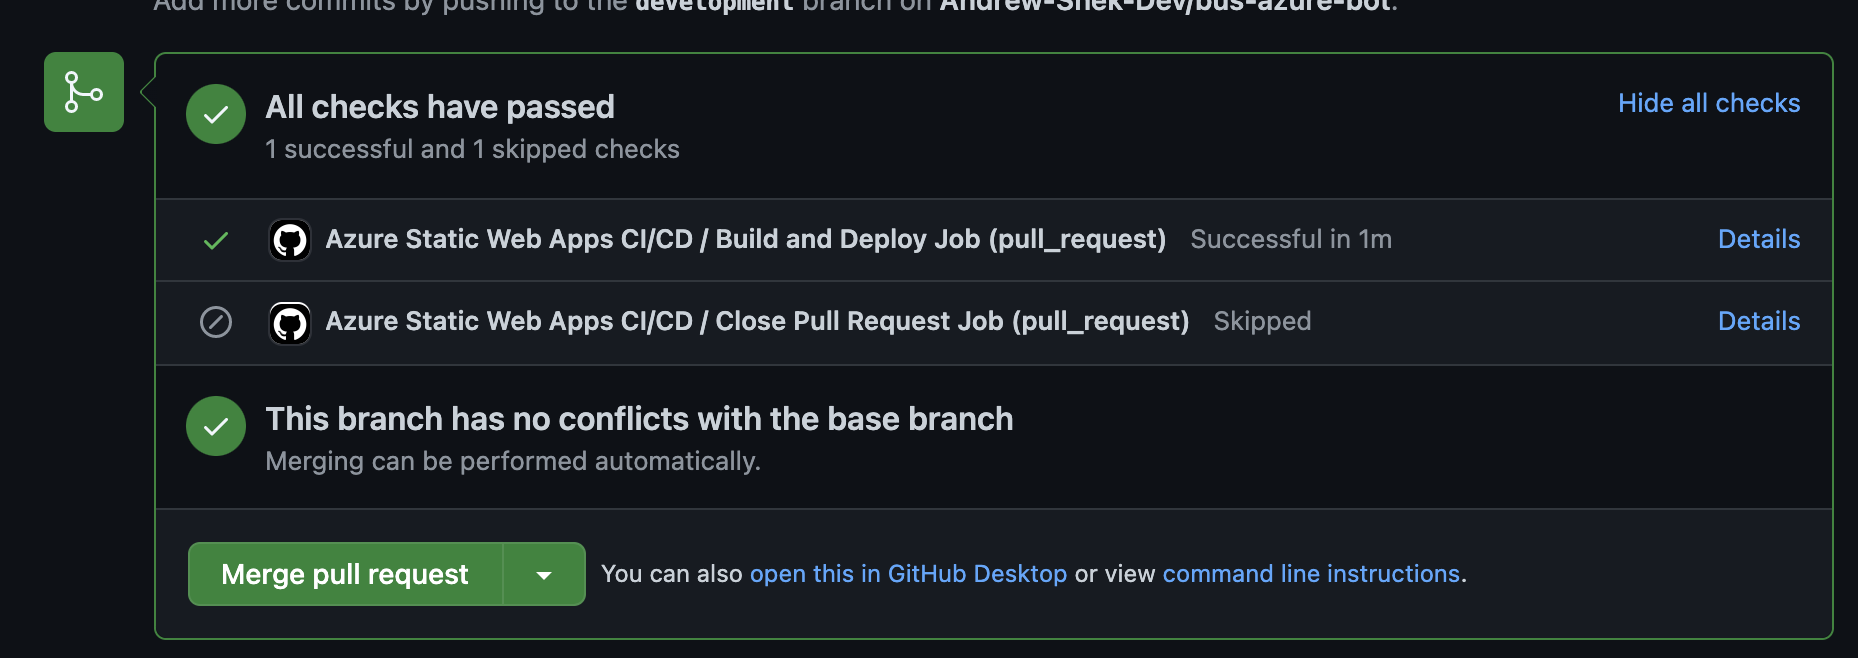 Add more commits by pushing to the development branch on Andrew-Shek-Dev/bus-azure-bot.
All checks have passed
Hide all checks
1 successful and 1 skipped checks
Azure Static Web Apps CI/CD / Build and Deploy Job (pull_request) Successful in 1m Details
Azure Static Web Apps CI/CD / Close Pull Request Job (pull_request) Skipped Details
This branch has no conflicts with the base branch
Merging can be performed automatically.
Merge pull request You can also open this in GitHub Desktop or view command line instructions.